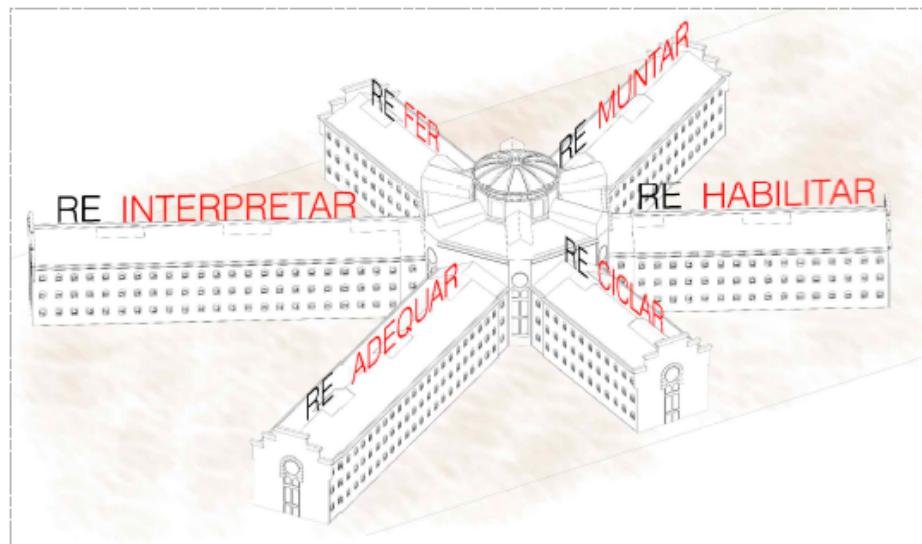 RE FER
RE MUNTAR
RE INTERPRETAR
RE HABILITAR
RE ADEQUAR
RE CICLAR